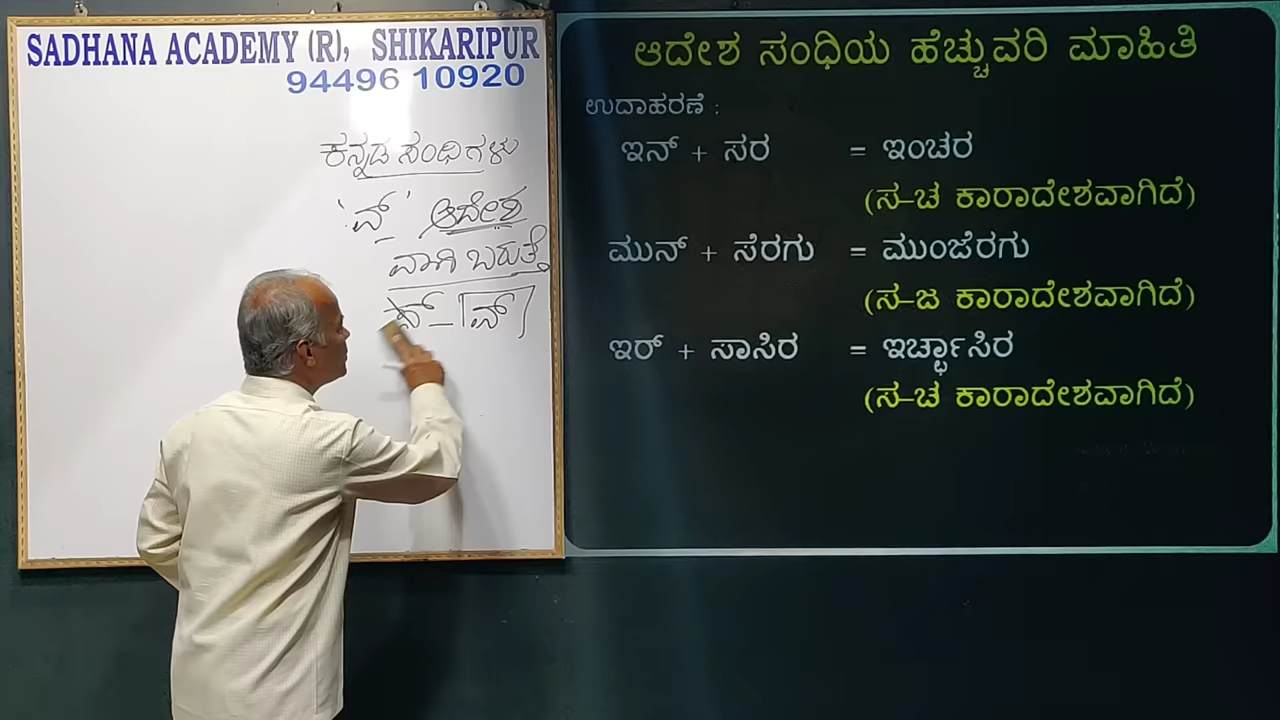 SADHANA ACADEMY (R), SHIKARIPUR
94496 10920
ಕನ್ನಡ ಸಂಧಿಗಳು
'ವ್' ಆದೇಶ
ವಾಗಿ ಬರುತ್ತೆ
ವ್
ಆದೇಶ ಸಂಧಿಯ ಹೆಚ್ಚುವರಿ ಮಾಹಿತಿ
ಉದಾಹರಣೆ :
ಇನ್ + ಸರ = ಇಂಚರ
(ಸ-ಚ ಕಾರಾದೇಶವಾಗಿದೆ)
ಮುನ್ + ಸೆರಗು = ಮುಂಜೆರಗು
(ಸ-ಜ ಕಾರಾದೇಶವಾಗಿದೆ)
ಇರ್ + ಸಾಸಿರ = ಇರ್ಚ್ಛಾಸಿರ
(ಸ-ಚ ಕಾರಾದೇಶವಾಗಿದೆ)